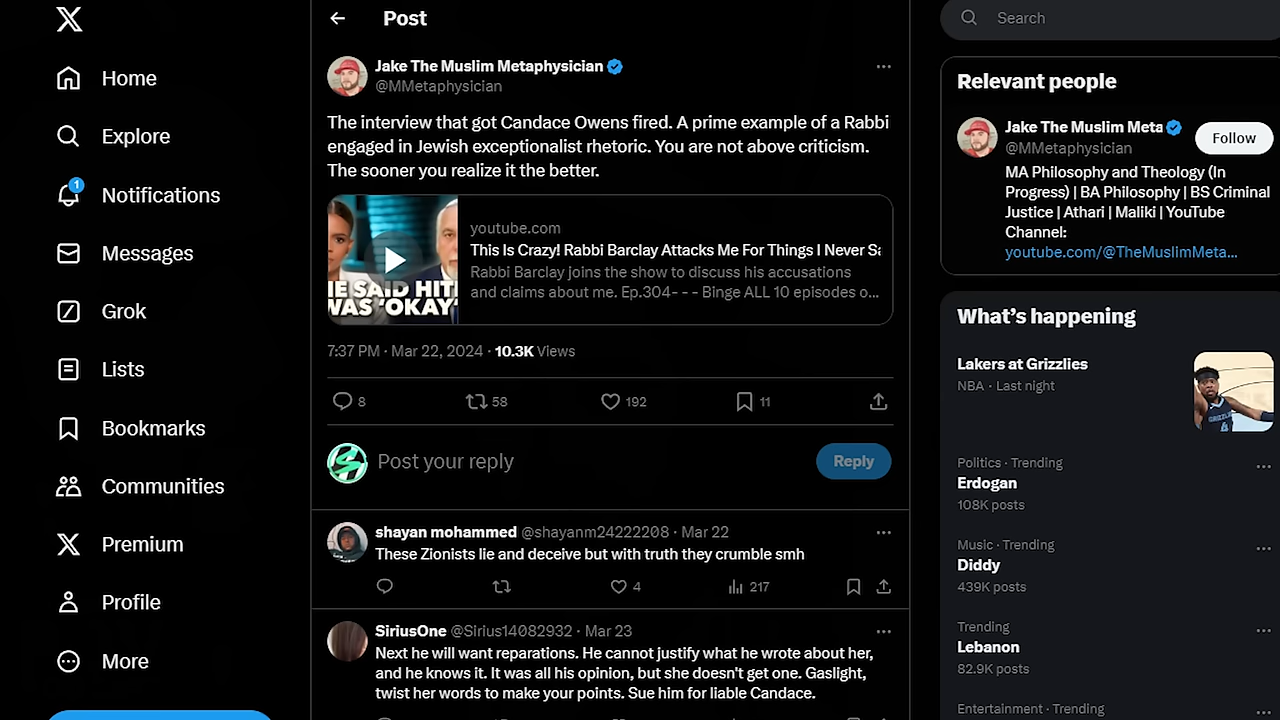 Home
Explore
1
Notifications
Messages
Grok
Lists
Bookmarks
Communities
Premium
Profile
More
Post
Jake The Muslim Metaphysician
@MMetaphysician
The interview that got Candace Owens fired. A prime example of a Rabbi
engaged in Jewish exceptionalist rhetoric. You are not above criticism.
The sooner you realize it the better.
HE SAID HIT
WAS "OKAY"
youtube.com
This Is Crazy! Rabbi Barclay Attacks Me For Things I Never Sa
Rabbi Barclay joins the show to discuss his accusations
and claims about me. Ep.304- - - Binge ALL 10 episodes o...
7:37 PM · Mar 22, 2024 · 10.3K Views
8 58 192 11
Post your reply
Reply
shayan mohammed @shayanm24222208 · Mar 22
These Zionists lie and deceive but with truth they crumble smh
4 217
SiriusOne @Sirius14082932 · Mar 23
Next he will want reparations. He cannot justify what he wrote about her,
and he knows it. It was all his opinion, but she doesn't get one. Gaslight,
twist her words to make your points. Sue him for liable Candace.
Search
Relevant people
Jake The Muslim Meta
@MMetaphysician
Follow
MA Philosophy and Theology (In
Progress) | BA Philosophy | BS Criminal
Justice | Athari | Maliki | YouTube
Channel:
youtube.com/@TheMuslimMeta...
What's happening
Lakers at Grizzlies
NBA · Last night
Politics · Trending
Erdogan
108K posts
Music · Trending
Diddy
439K posts
Trending
Lebanon
82.9K posts
Entertainment · Trending